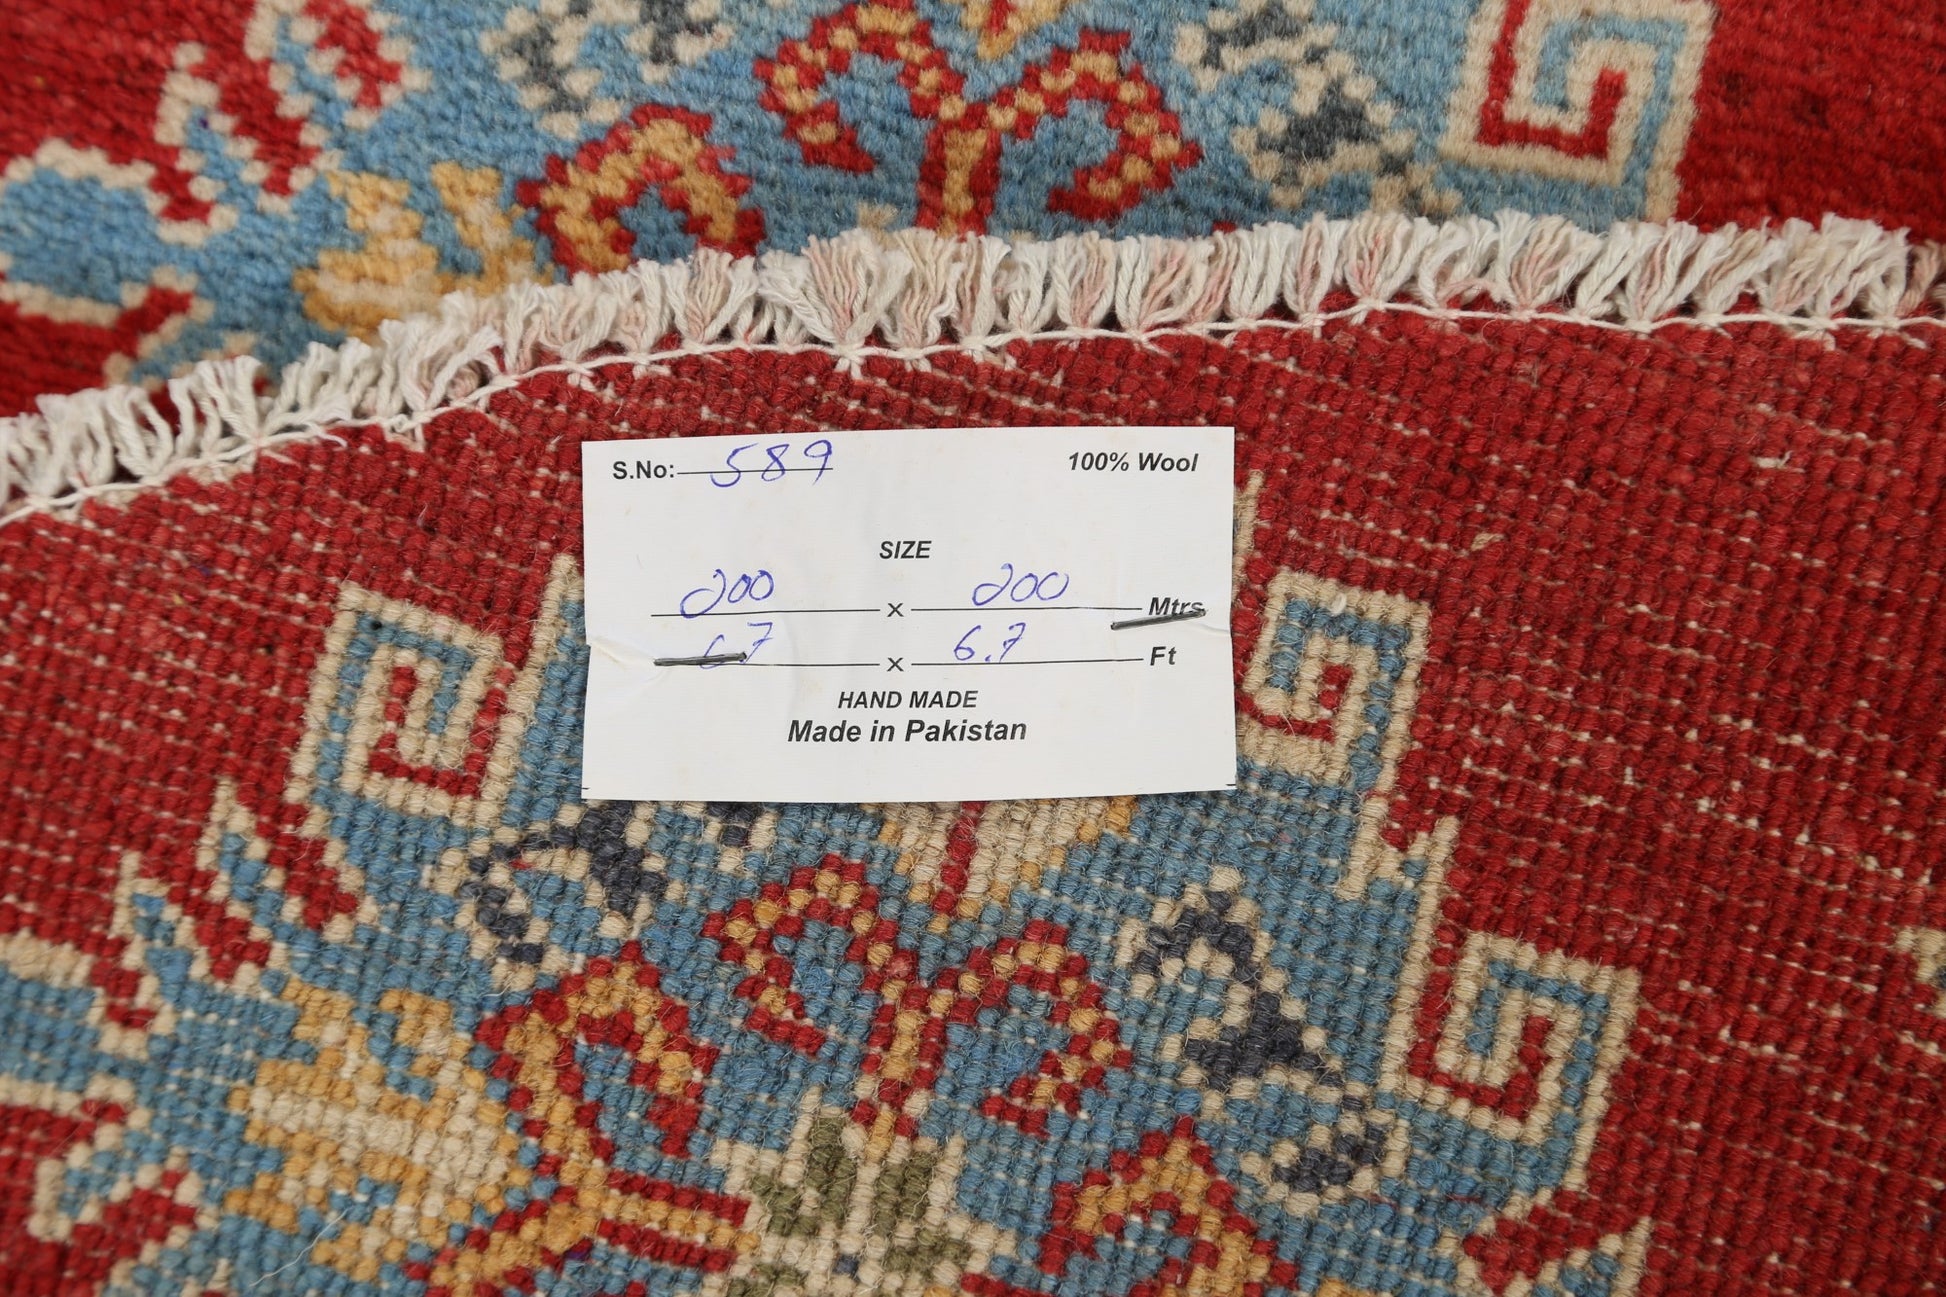 S.No: 589 100% Wool
SIZE
200 x 200 Mtrs
6.7 x 6.7 Ft
HAND MADE
Made in Pakistan